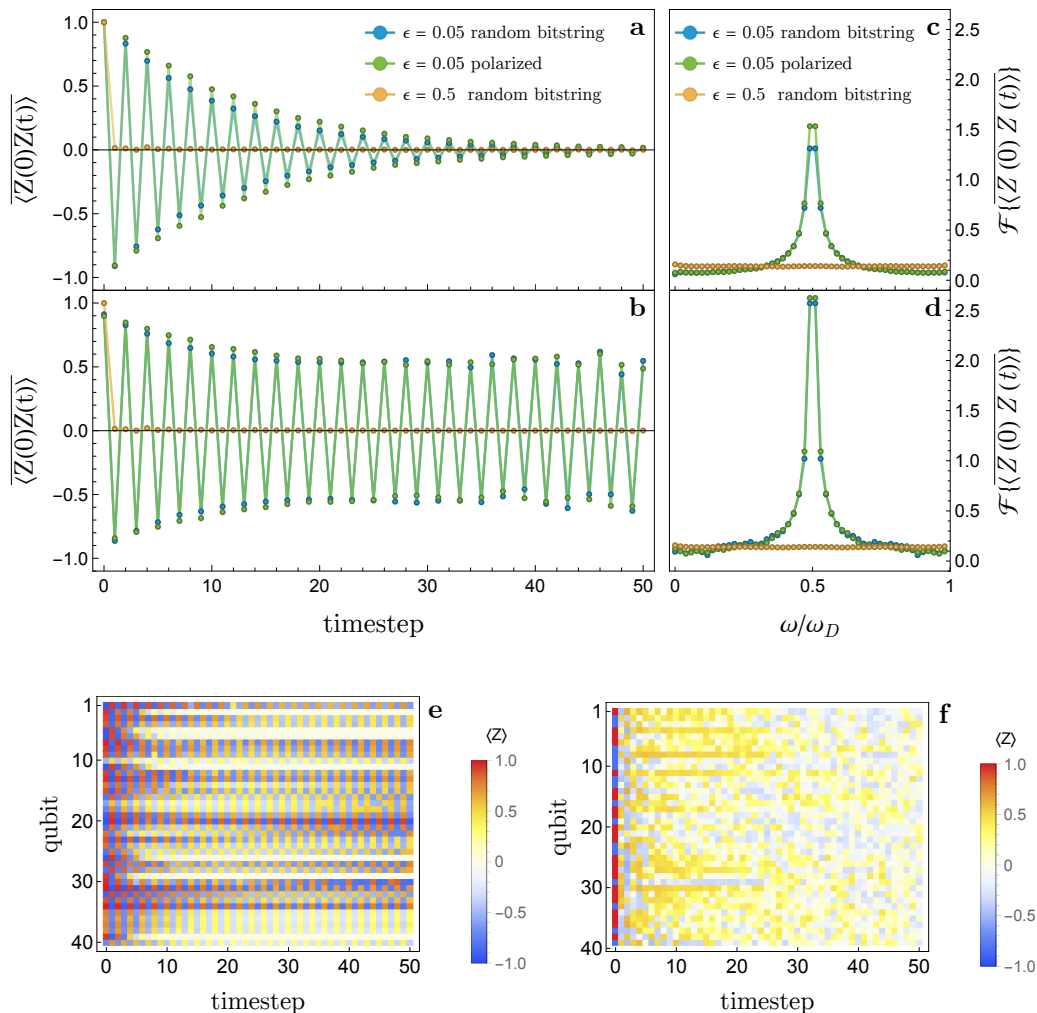 a
ϵ = 0.05 random bitstring
ϵ = 0.05 polarized
ϵ = 0.5 random bitstring
1.0
0.5
0.0
−0.5
−1.0
⟨Z(0)Z(t)⟩
c
ϵ = 0.05 random bitstring
ϵ = 0.05 polarized
ϵ = 0.5 random bitstring
2.5
2.0
1.5
1.0
0.5
0.0
ℱ{⟨Z (0) Z (t)⟩}
b
1.0
0.5
0.0
−0.5
−1.0
⟨Z(0)Z(t)⟩
0 10 20 30 40 50
timestep
d
2.5
2.0
1.5
1.0
0.5
0.0
ℱ{⟨Z (0) Z (t)⟩}
0 0.5 1
ω/ω_D
e
1
10
20
30
40
qubit
0 10 20 30 40 50
timestep
⟨Z⟩
1.0
0.5
0
−0.5
−1.0
f
1
10
20
30
40
qubit
0 10 20 30 40 50
timestep
⟨Z⟩
1.0
0.5
0
−0.5
−1.0